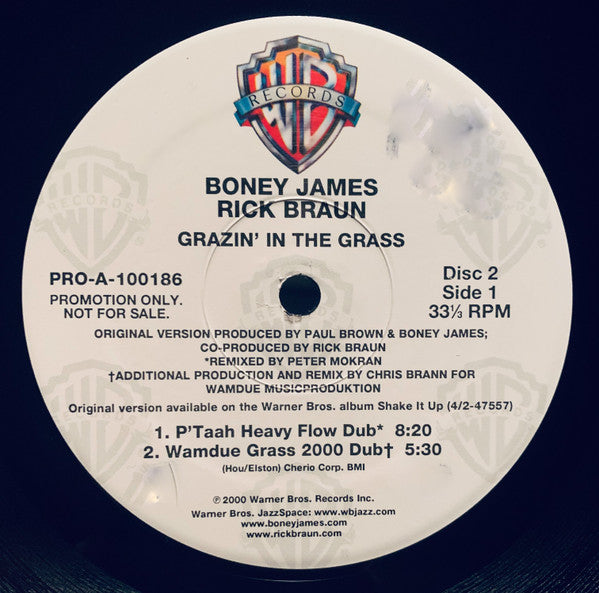 WB
RECORDS
BONEY JAMES
RICK BRAUN
GRAZIN' IN THE GRASS
PRO-A-100186
PROMOTION ONLY.
NOT FOR SALE.
Disc 2
Side 1
33⅓ RPM
ORIGINAL VERSION PRODUCED BY PAUL BROWN & BONEY JAMES;
CO-PRODUCED BY RICK BRAUN
*REMIXED BY PETER MOKRAN
†ADDITIONAL PRODUCTION AND REMIX BY CHRIS BRANN FOR
WAMDUE MUSICPRODUKTION
Original version available on the Warner Bros. album Shake It Up (4/2-47557)
1. P'Taah Heavy Flow Dub* 8:20
2. Wamdue Grass 2000 Dub† 5:30
(Hou/Elston) Cherio Corp. BMI
℗ 2000 Warner Bros. Records Inc.
Warner Bros. JazzSpace: www.wbjazz.com
www.boneyjames.com
www.rickbraun.com